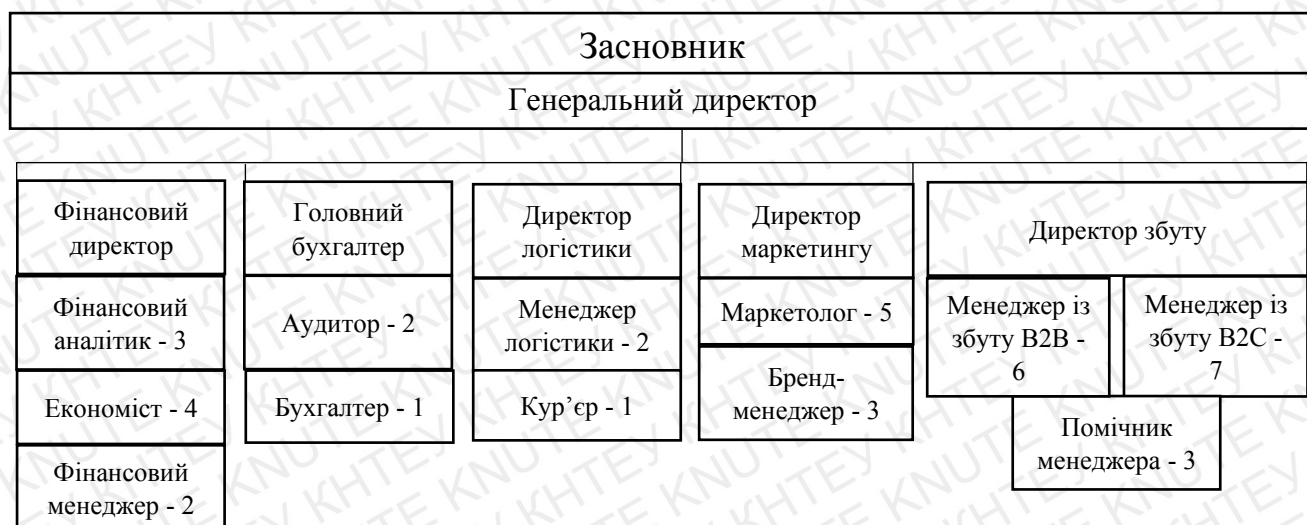 Засновник
Генеральний директор
Фінансовий
директор
Фінансовий
аналітик - 3
Економіст - 4
Фінансовий
менеджер - 2
Головний
бухгалтер
Аудитор - 2
Бухгалтер - 1
Директор
логістики
Менеджер
логістики - 2
Кур’єр - 1
Директор
маркетингу
Маркетолог - 5
Бренд-
менеджер - 3
Директор збуту
Менеджер із
збуту B2B -
6
Менеджер із
збуту B2C -
7
Помічник
менеджера - 3